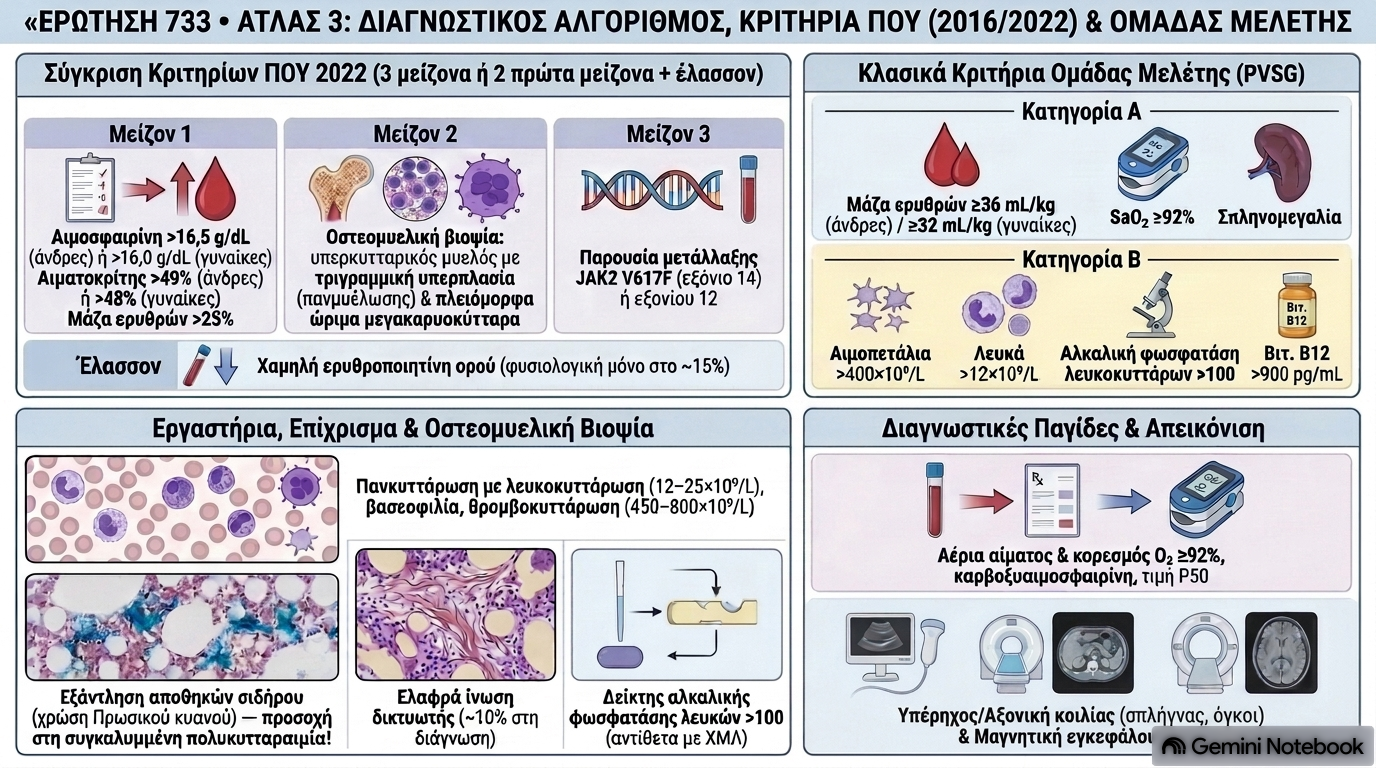 «ΕΡΩΤΗΣΗ 733 • ΑΤΛΑΣ 3: ΔΙΑΓΝΩΣΤΙΚΟΣ ΑΛΓΟΡΙΘΜΟΣ, ΚΡΙΤΗΡΙΑ ΠΟΥ (2016/2022) & ΟΜΑΔΑΣ ΜΕΛΕΤΗΣ
Σύγκριση Κριτηρίων ΠΟΥ 2022 (3 μείζονα ή 2 πρώτα μείζονα + έλασσον)
Μείζον 1
Αιμοσφαιρίνη >16,5 g/dL
(άνδρες) ή >16,0 g/dL (γυναίκες)
Αιματοκρίτης >49% (άνδρες)
ή >48% (γυναίκες)
Μάζα ερυθρών >2S%
Μείζον 2
Οστεομυελική βιοψία:
υπερκυτταρικός μυελός με
τριγραμμική υπερπλασία
(πανμυέλωσης) & πλειόμορφα
ώριμα μεγακαρυοκύτταρα
Μείζον 3
Παρουσία μετάλλαξης
JAK2 V617F (εξόνιο 14)
ή εξονίου 12
Έλασσον
Χαμηλή ερυθροποιητίνη ορού (φυσιολογική μόνο στο ~15%)
Κλασικά Κριτήρια Ομάδας Μελέτης (PVSG)
Κατηγορία Α
Μάζα ερυθρών ≥36 mL/kg
(άνδρες) / ≥32 mL/kg (γυναίκες)
SaO₂ ≥92%
Σπληνομεγαλία
Κατηγορία Β
Αιμοπετάλια
>400×10⁹/L
Λευκά
>12×10⁹/L
Αλκαλική φωσφατάση
λευκοκυττάρων >100
Βιτ.
B12
Βιτ. B12
>900 pg/mL
Εργαστήρια, Επίχρισμα & Οστεομυελική Βιοψία
Πανκυττάρωση με λευκοκυττάρωση (12–25×10⁹/L),
βασεοφιλία, θρομβοκυττάρωση (450–800×10⁹/L)
Εξάντληση αποθηκών σιδήρου
(χρώση Πρωσικού κυανού) — προσοχή
στη συγκαλυμμένη πολυκυτταραιμία!
Ελαφρά ίνωση
δικτυωτής (~10% στη
διάγνωση)
Δείκτης αλκαλικής
φωσφατάσης λευκών >100
(αντίθετα με ΧΜΛ)
Διαγνωστικές Παγίδες & Απεικόνιση
Rx
Αέρια αίματος & κορεσμός O₂ ≥92%,
καρβοξυαιμοσφαιρίνη, τιμή P50
Υπέρηχος/Αξονική κοιλίας (σπλήγνας, όγκοι)
& Μαγνητική εγκεφάλου
Gemini Notebook